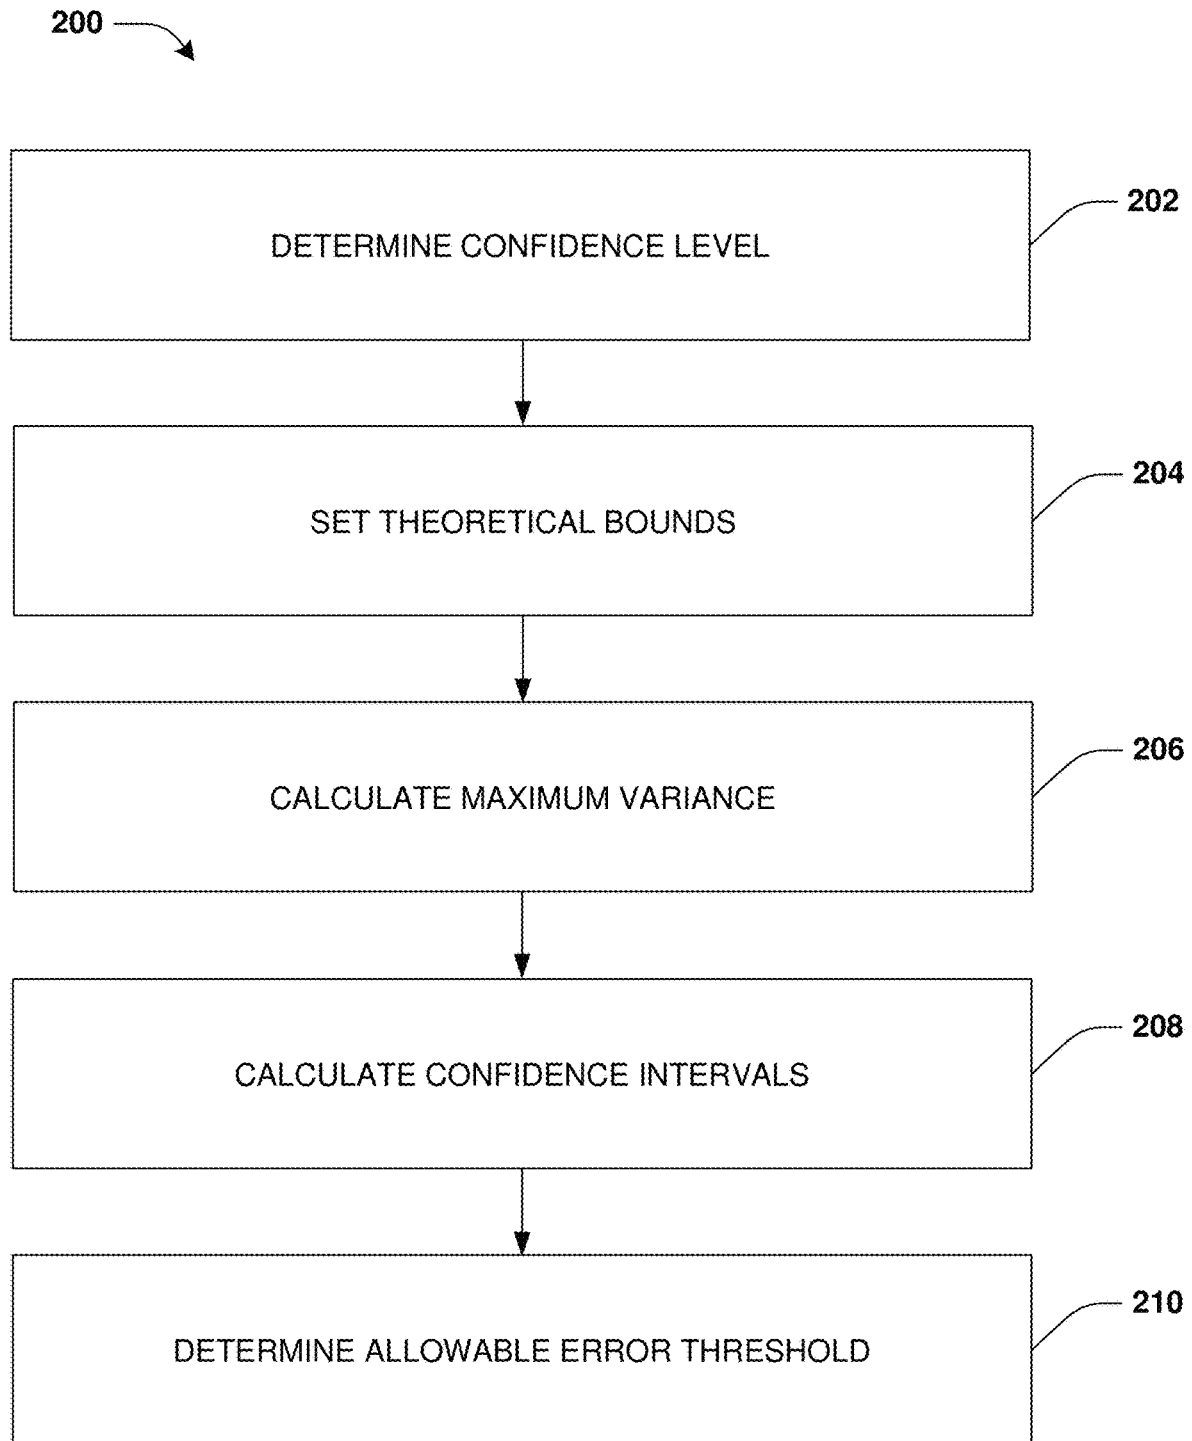 200
DETERMINE CONFIDENCE LEVEL
202
SET THEORETICAL BOUNDS
204
CALCULATE MAXIMUM VARIANCE
206
CALCULATE CONFIDENCE INTERVALS
208
DETERMINE ALLOWABLE ERROR THRESHOLD
210